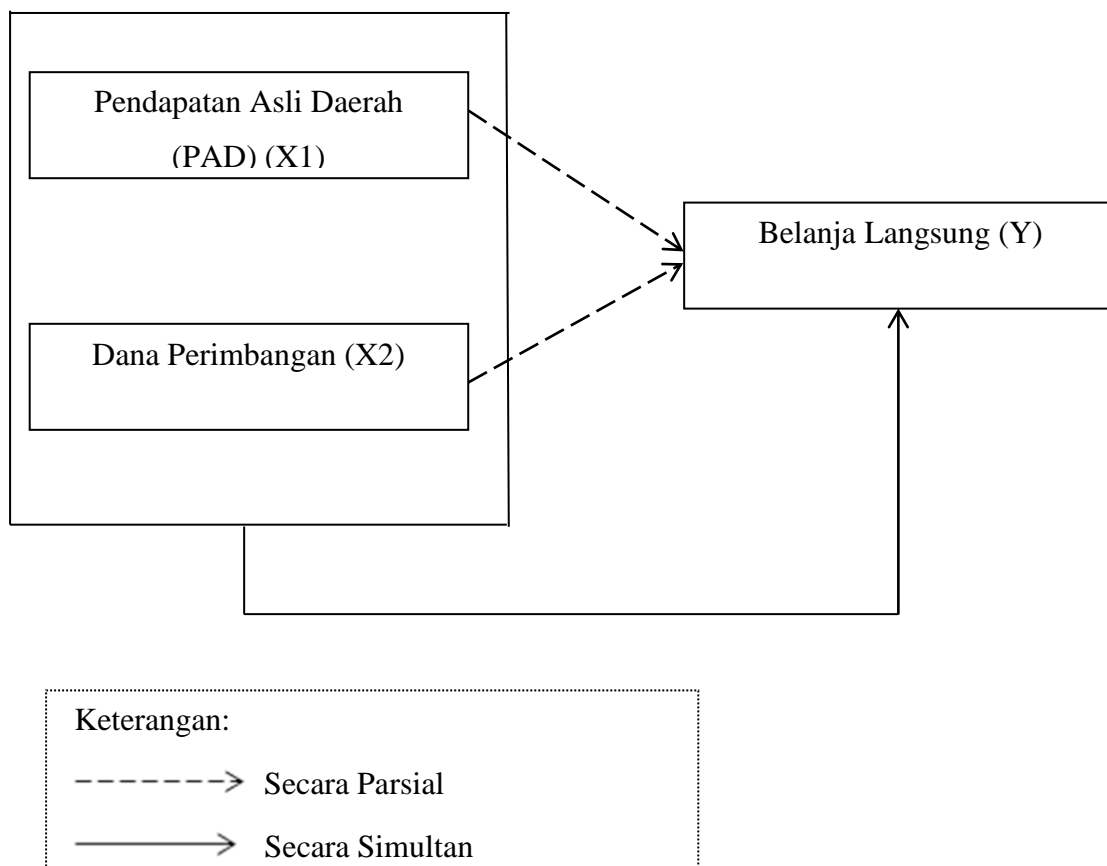 Pendapatan Asli Daerah
(PAD) (X1)
Belanja Langsung (Y)
Dana Perimbangan (X2)
Keterangan:
Secara Parsial
Secara Simultan